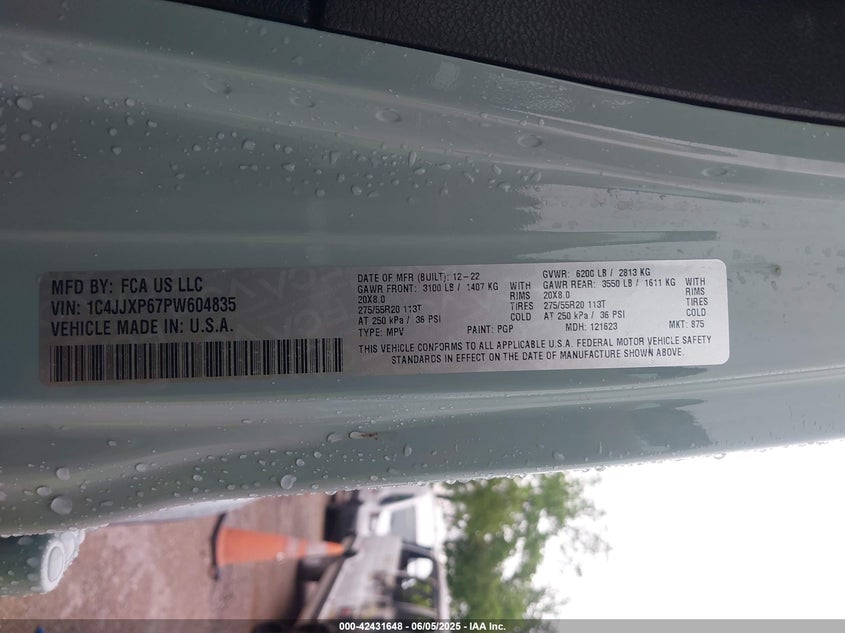 MFD BY: FCA US LLC
VIN: 1C4JJXP67PW604835
VEHICLE MADE IN: U.S.A.
DATE OF MFR (BUILT): 12-22
GVWR: 6200 LB / 2813 KG
GAWR FRONT: 3100 LB / 1407 KG WITH
20X8.0 RIMS
275/55R20 113T TIRES
AT 250 kPa / 36 PSI COLD
GAWR REAR: 3550 LB / 1611 KG WITH
20X8.0 RIMS
275/55R20 113T TIRES
AT 250 kPa / 36 PSI COLD
TYPE: MPV PAINT: PGP MDH: 121623 MKT: 875
THIS VEHICLE CONFORMS TO ALL APPLICABLE U.S.A. FEDERAL MOTOR VEHICLE SAFETY
STANDARDS IN EFFECT ON THE DATE OF MANUFACTURE SHOWN ABOVE.
000-42431648 | 06/05/2025 - IAA Inc.